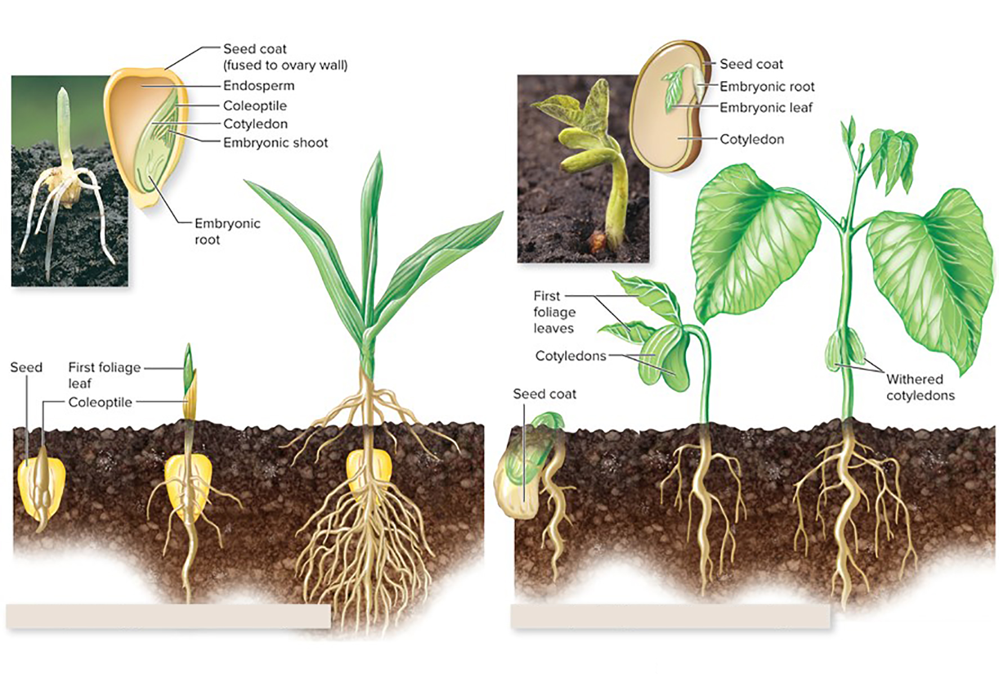 Seed coat
(fused to ovary wall)
Endosperm
Coleoptile
Cotyledon
Embryonic shoot
Embryonic
root
Seed
First foliage
leaf
Coleoptile
Seed coat
Embryonic root
Embryonic leaf
Cotyledon
First
foliage
leaves
Cotyledons
Seed coat
Withered
cotyledons